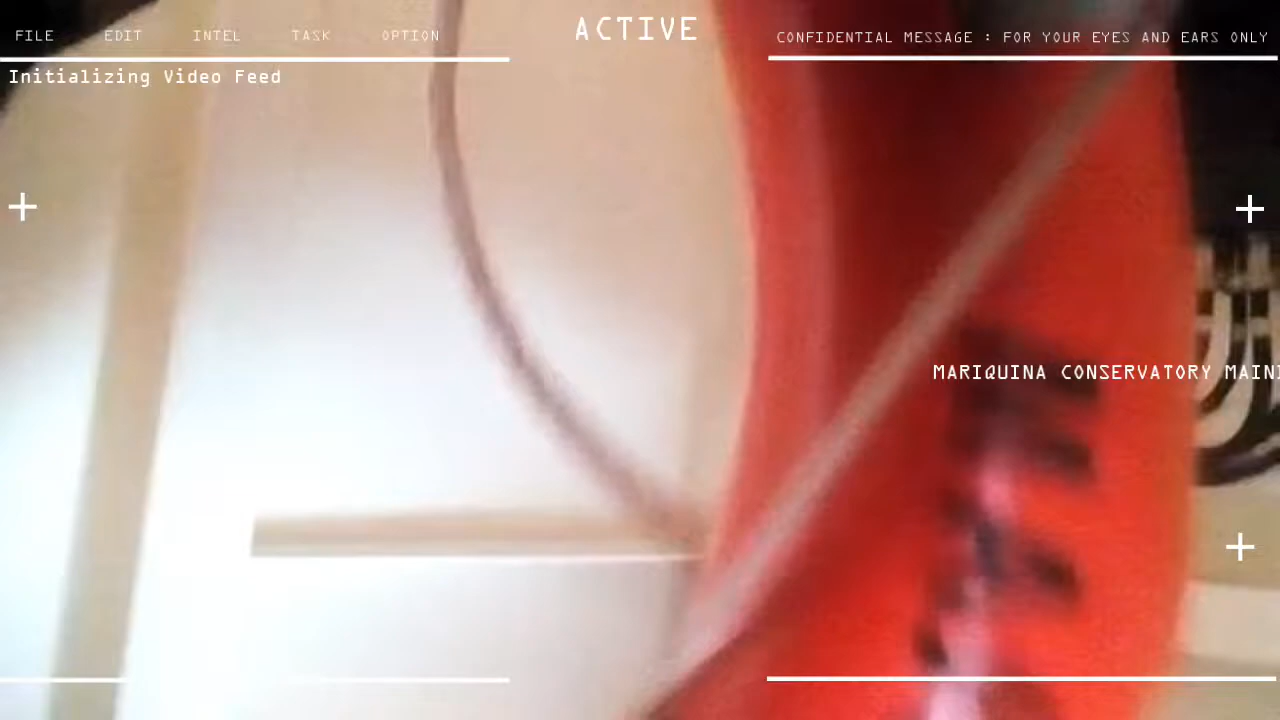 FILE EDIT INTEL TASK OPTION
ACTIVE
CONFIDENTIAL MESSAGE : FOR YOUR EYES AND EARS ONLY
Initializing Video Feed
MARIQUINA CONSERVATORY